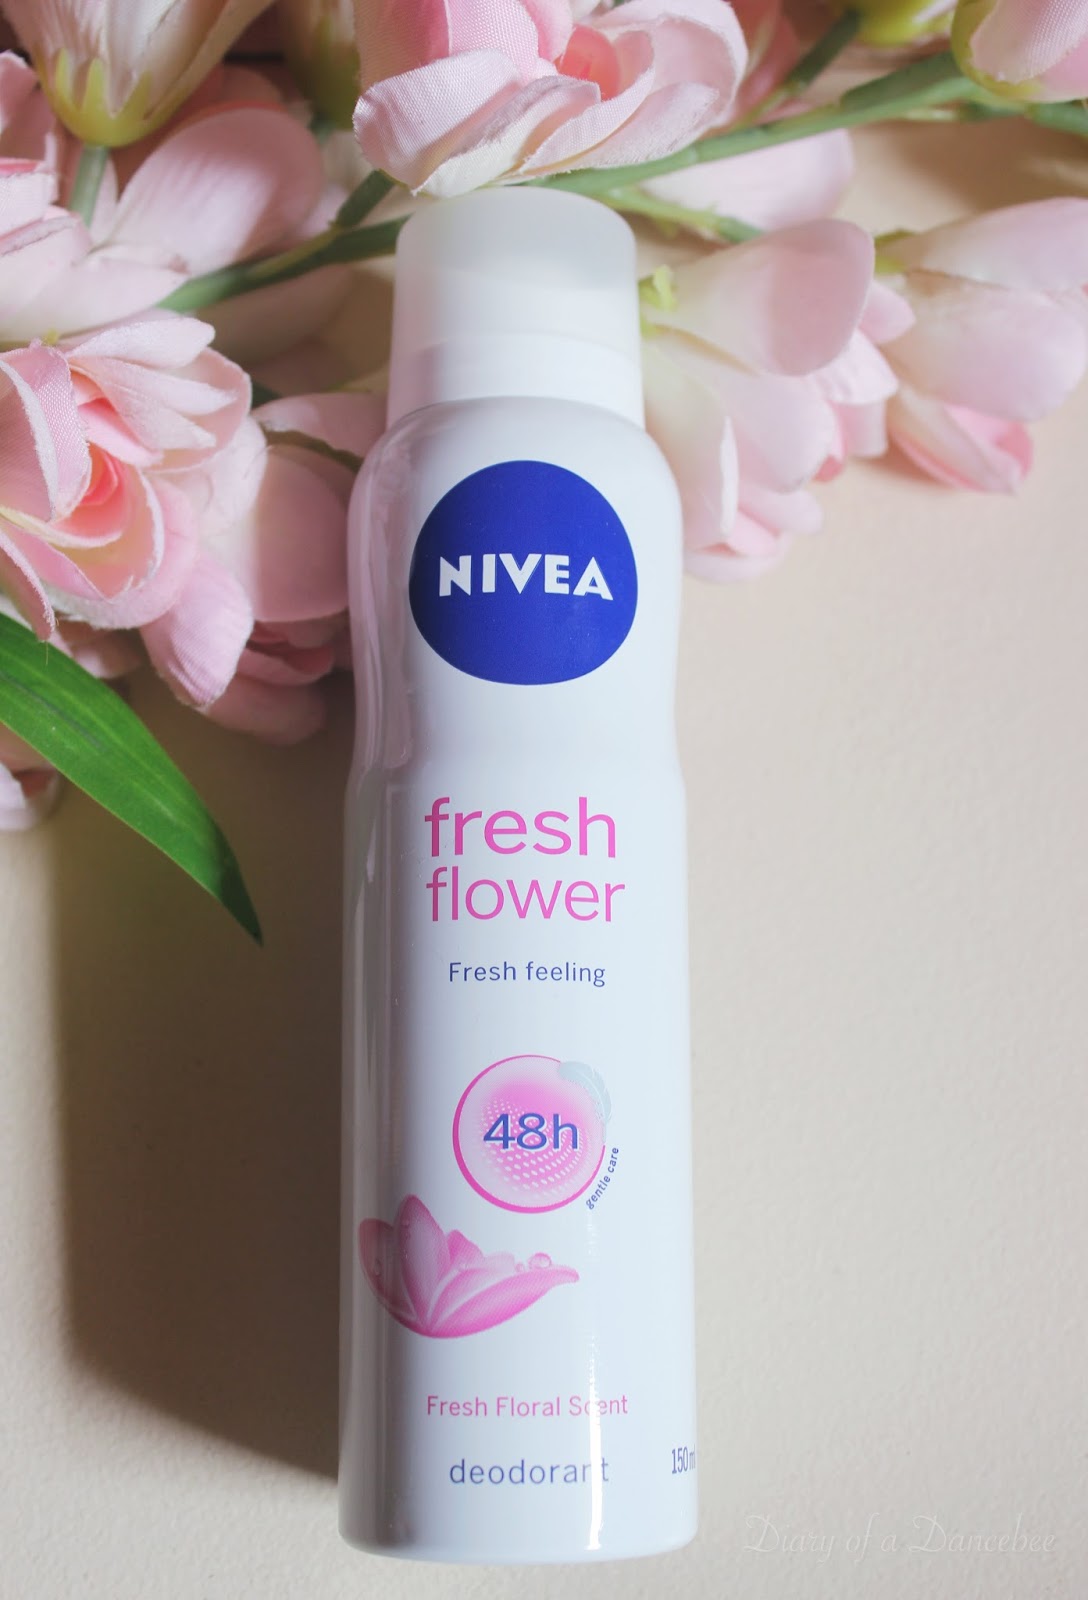 NIVEA
fresh
flower
Fresh feeling
48h
gentle care
Fresh Floral Scent
deodorant
150ml
Diary of a Dancebee